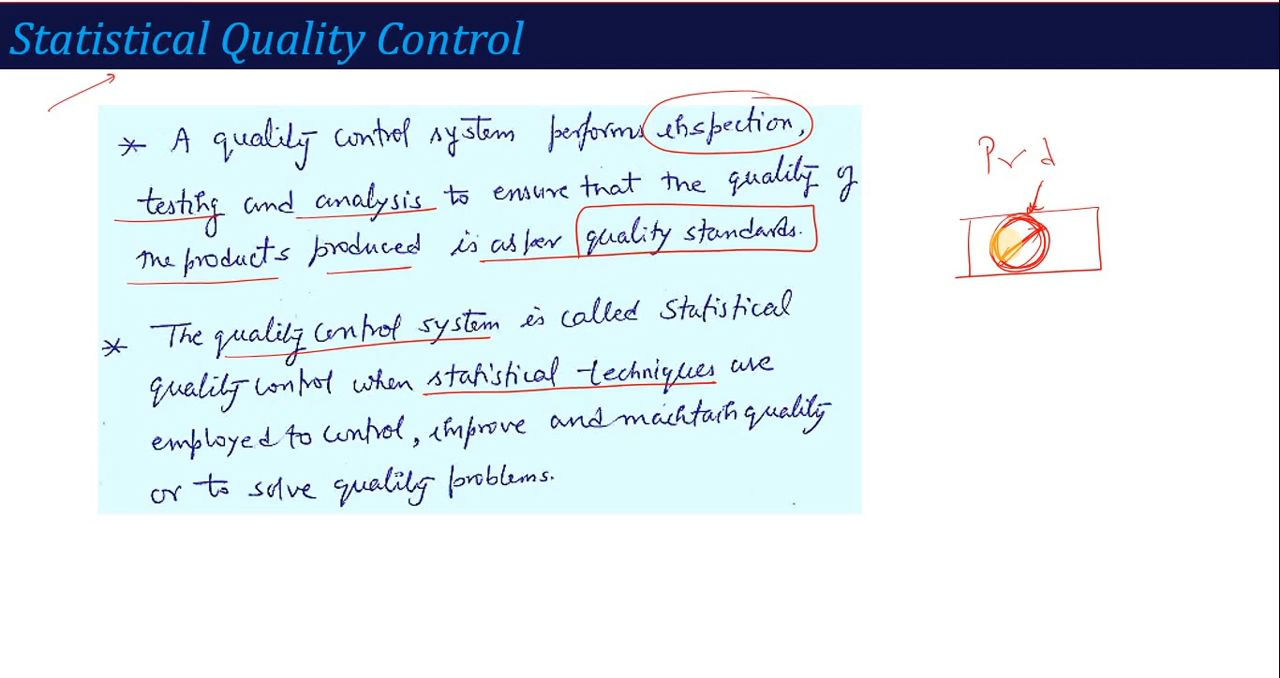 Statistical Quality Control
* A quality control system performs inspection,
testing and analysis to ensure that the quality of
the products produced is as per quality standards.
* The quality control system is called statistical
quality control when statistical techniques are
employed to control, improve and maintain quality
or to solve quality problems.
Prd